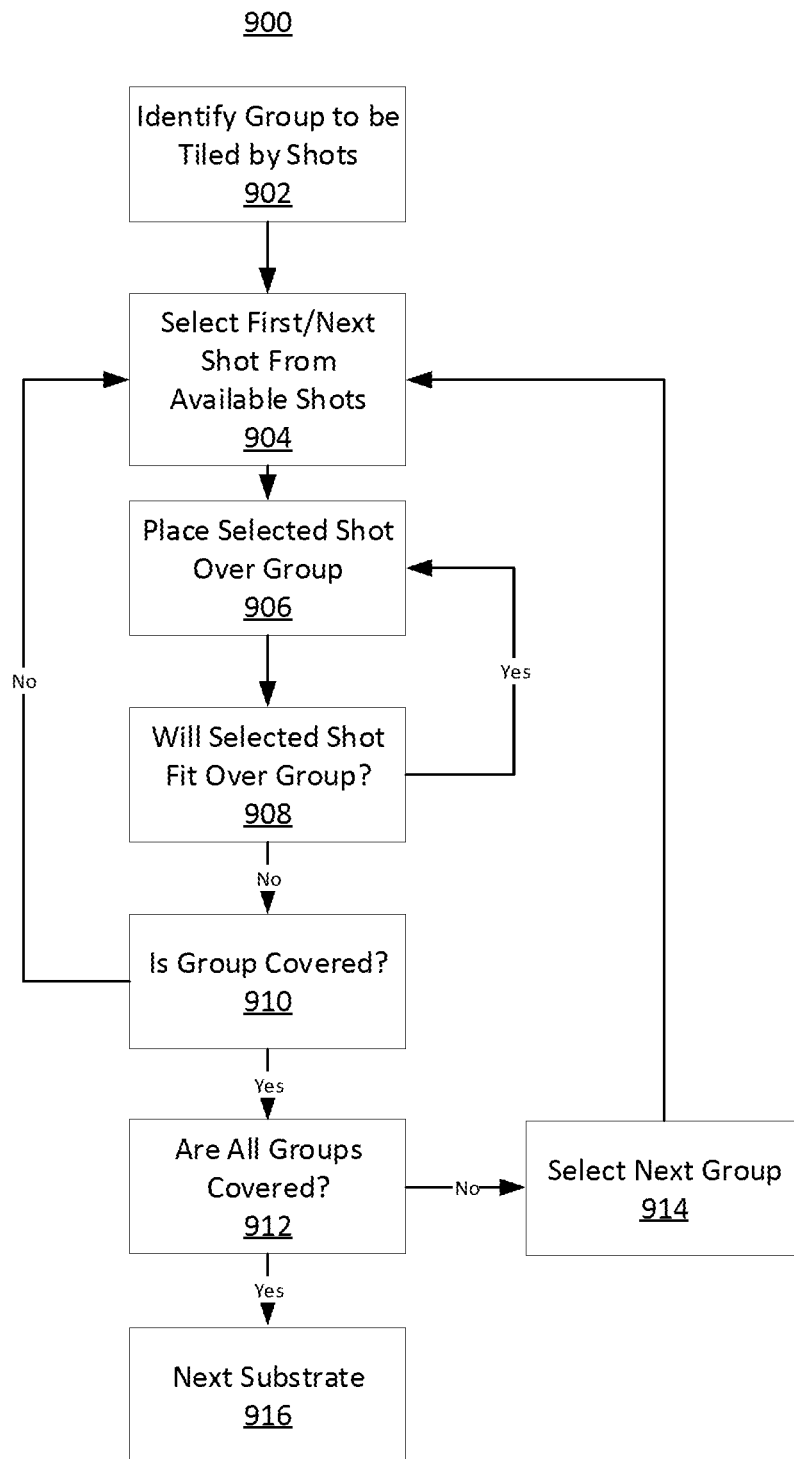 900
Identify Group to be
Tiled by Shots
902
Select First/Next
Shot From
Available Shots
904
Place Selected Shot
Over Group
906
No
Yes
Will Selected Shot
Fit Over Group?
908
No
Is Group Covered?
910
Yes
Are All Groups
Covered?
912
No
Select Next Group
914
Yes
Next Substrate
916